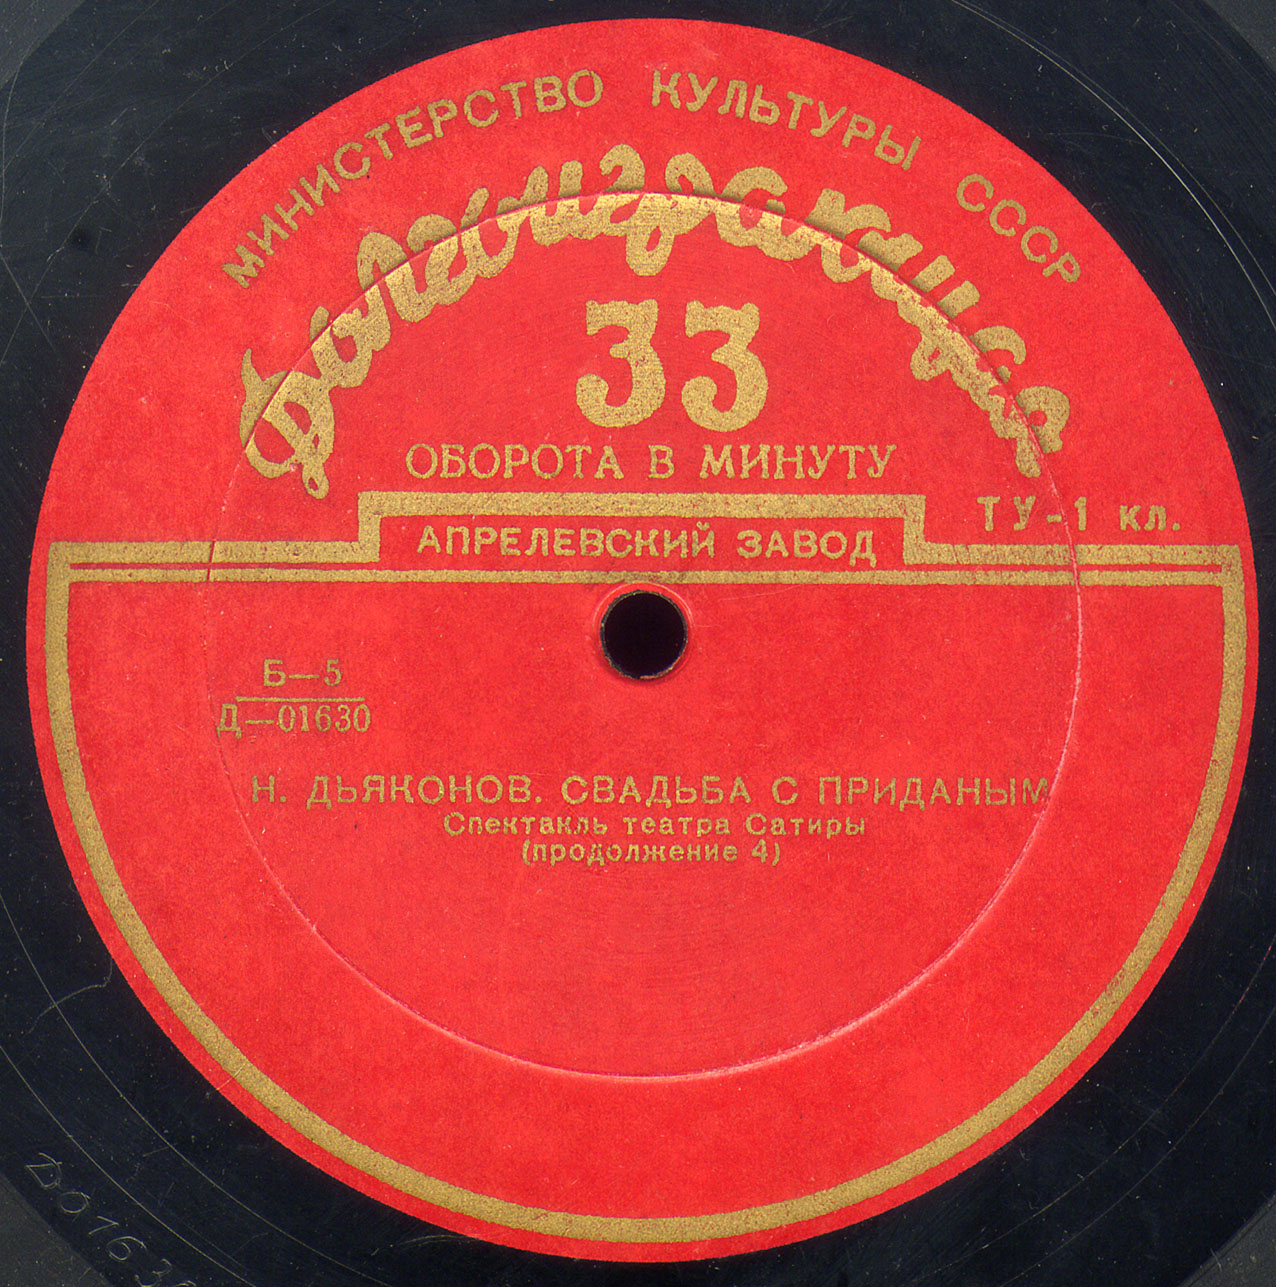 МИНИСТЕРСТВО КУЛЬТУРЫ СССР
Долгоиграющая
33
ОБОРОТА В МИНУТУ
ТУ-1 кл.
АПРЕЛЕВСКИЙ ЗАВОД
Б—5
Д—01630
Н. ДЬЯКОНОВ. СВАДЬБА С ПРИДАНЫМ
Спектакль театра Сатиры
(продолжение 4)